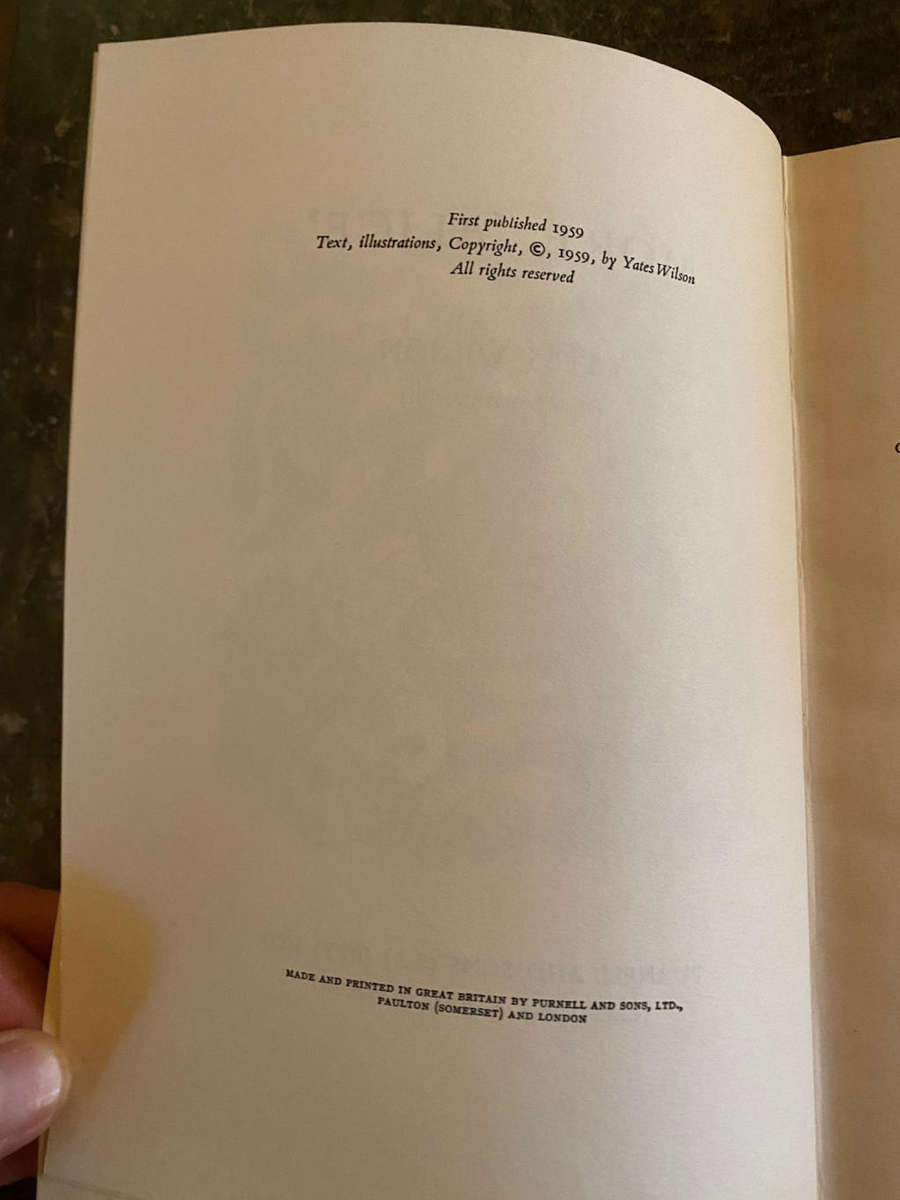 First published 1959
Text, illustrations, Copyright, ©, 1959, by Yates Wilson
All rights reserved
MADE AND PRINTED IN GREAT BRITAIN BY PURNELL AND SONS, LTD.,
PAULTON (SOMERSET) AND LONDON